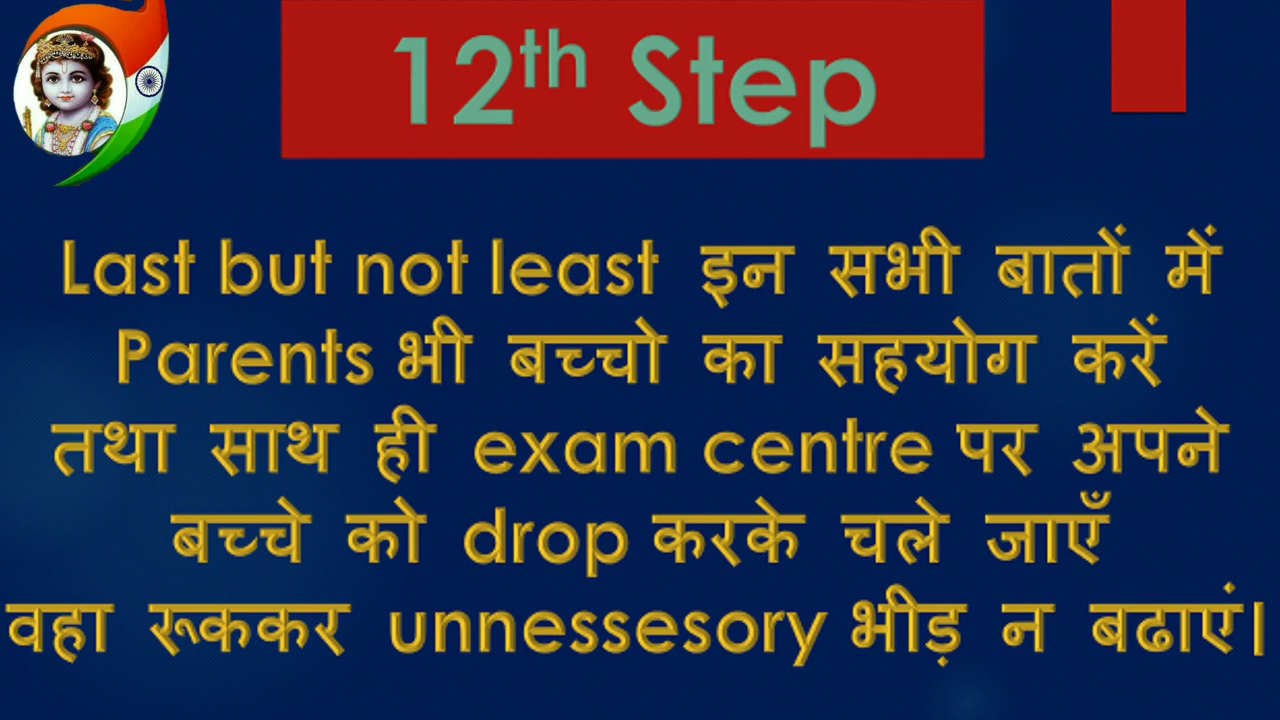 12th Step
Last but not least इन सभी बातों में
Parents भी बच्चो का सहयोग करें
तथा साथ ही exam centre पर अपने
बच्चे को drop करके चले जाएँ
वहा रूककर unnessesory भीड़ न बढाएं।